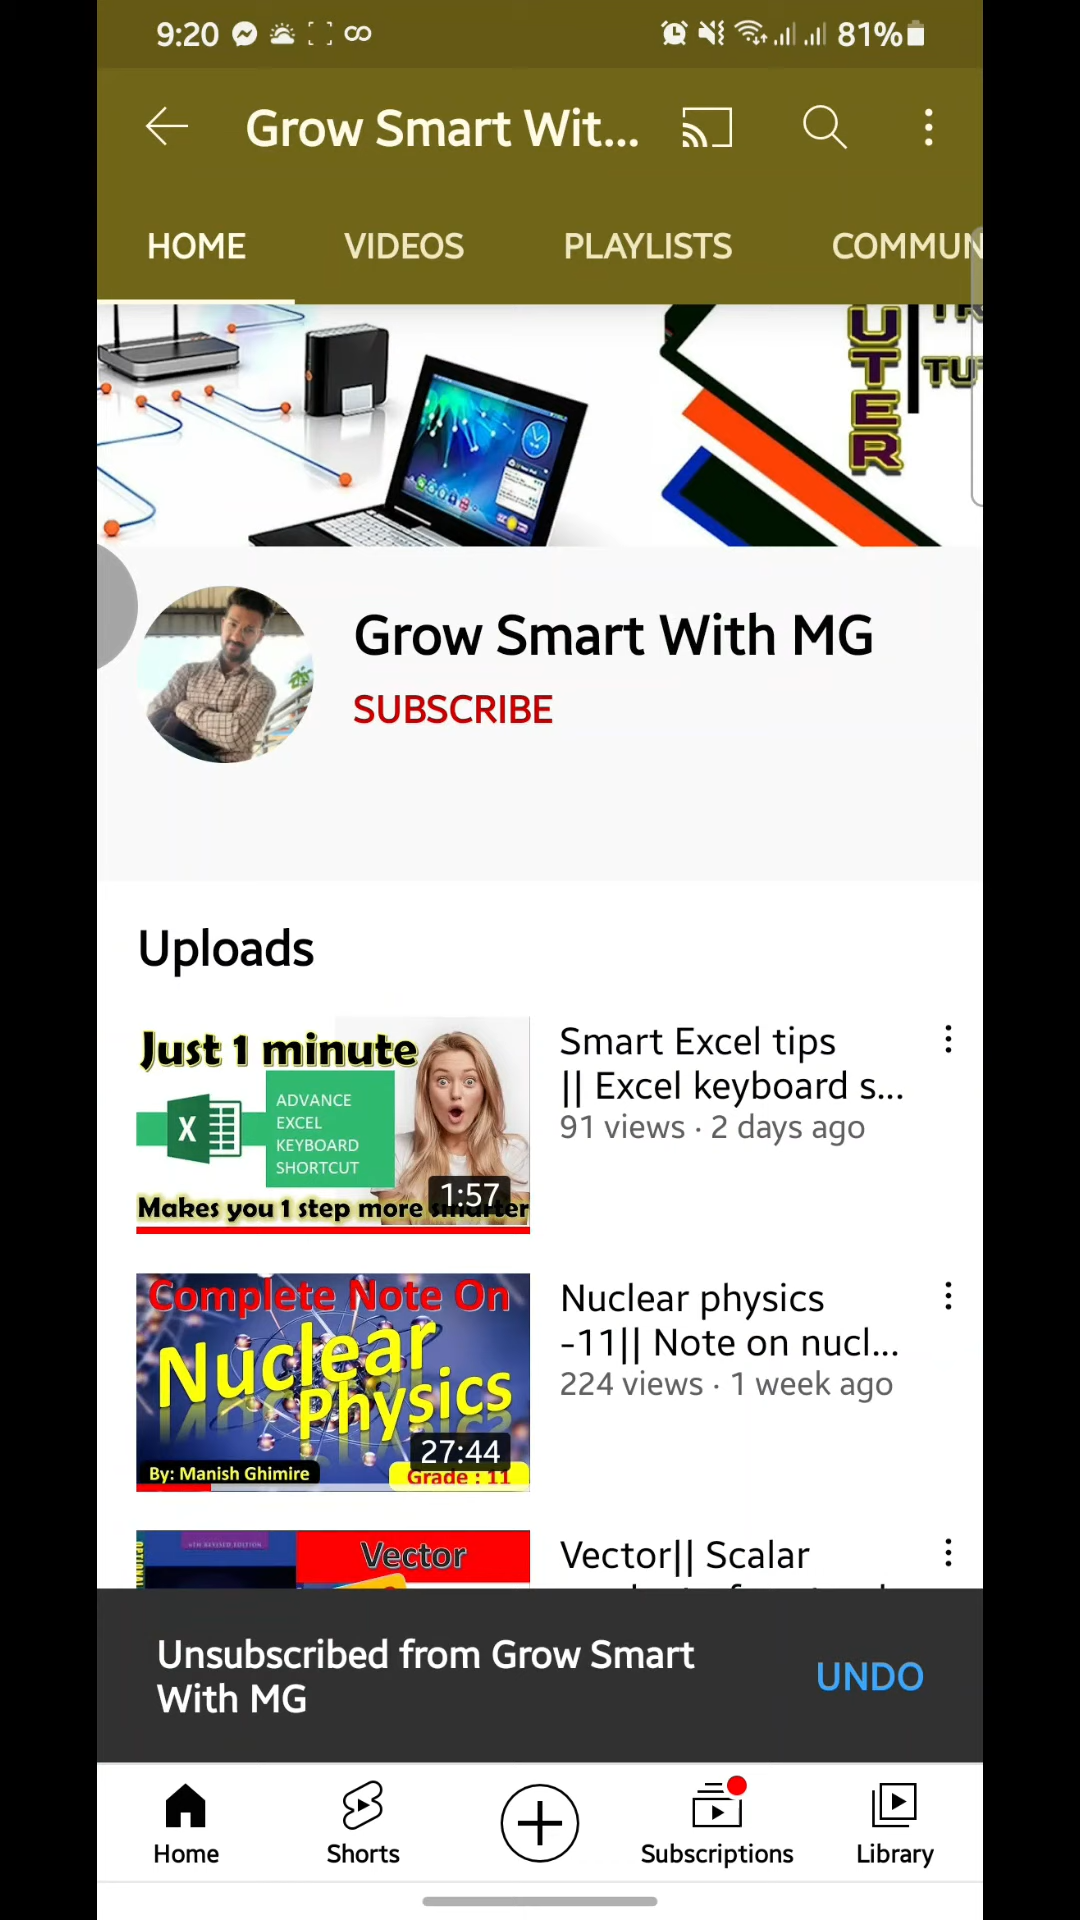 9:20
81%
Grow Smart Wit...
HOME VIDEOS PLAYLISTS COMMUN
UTER
TU
Grow Smart With MG
SUBSCRIBE
Uploads
Just 1 minute
X
ADVANCE
EXCEL
KEYBOARD
SHORTCUT
Makes you 1 step more smarter
1:57
Smart Excel tips
|| Excel keyboard s...
91 views · 2 days ago
Complete Note On
Nuclear
Physics
27:44
By: Manish Ghimire
Grade : 11
Nuclear physics
-11|| Note on nucl...
224 views · 1 week ago
Vector
Vector|| Scalar
Unsubscribed from Grow Smart
With MG
UNDO
Home Shorts Subscriptions Library